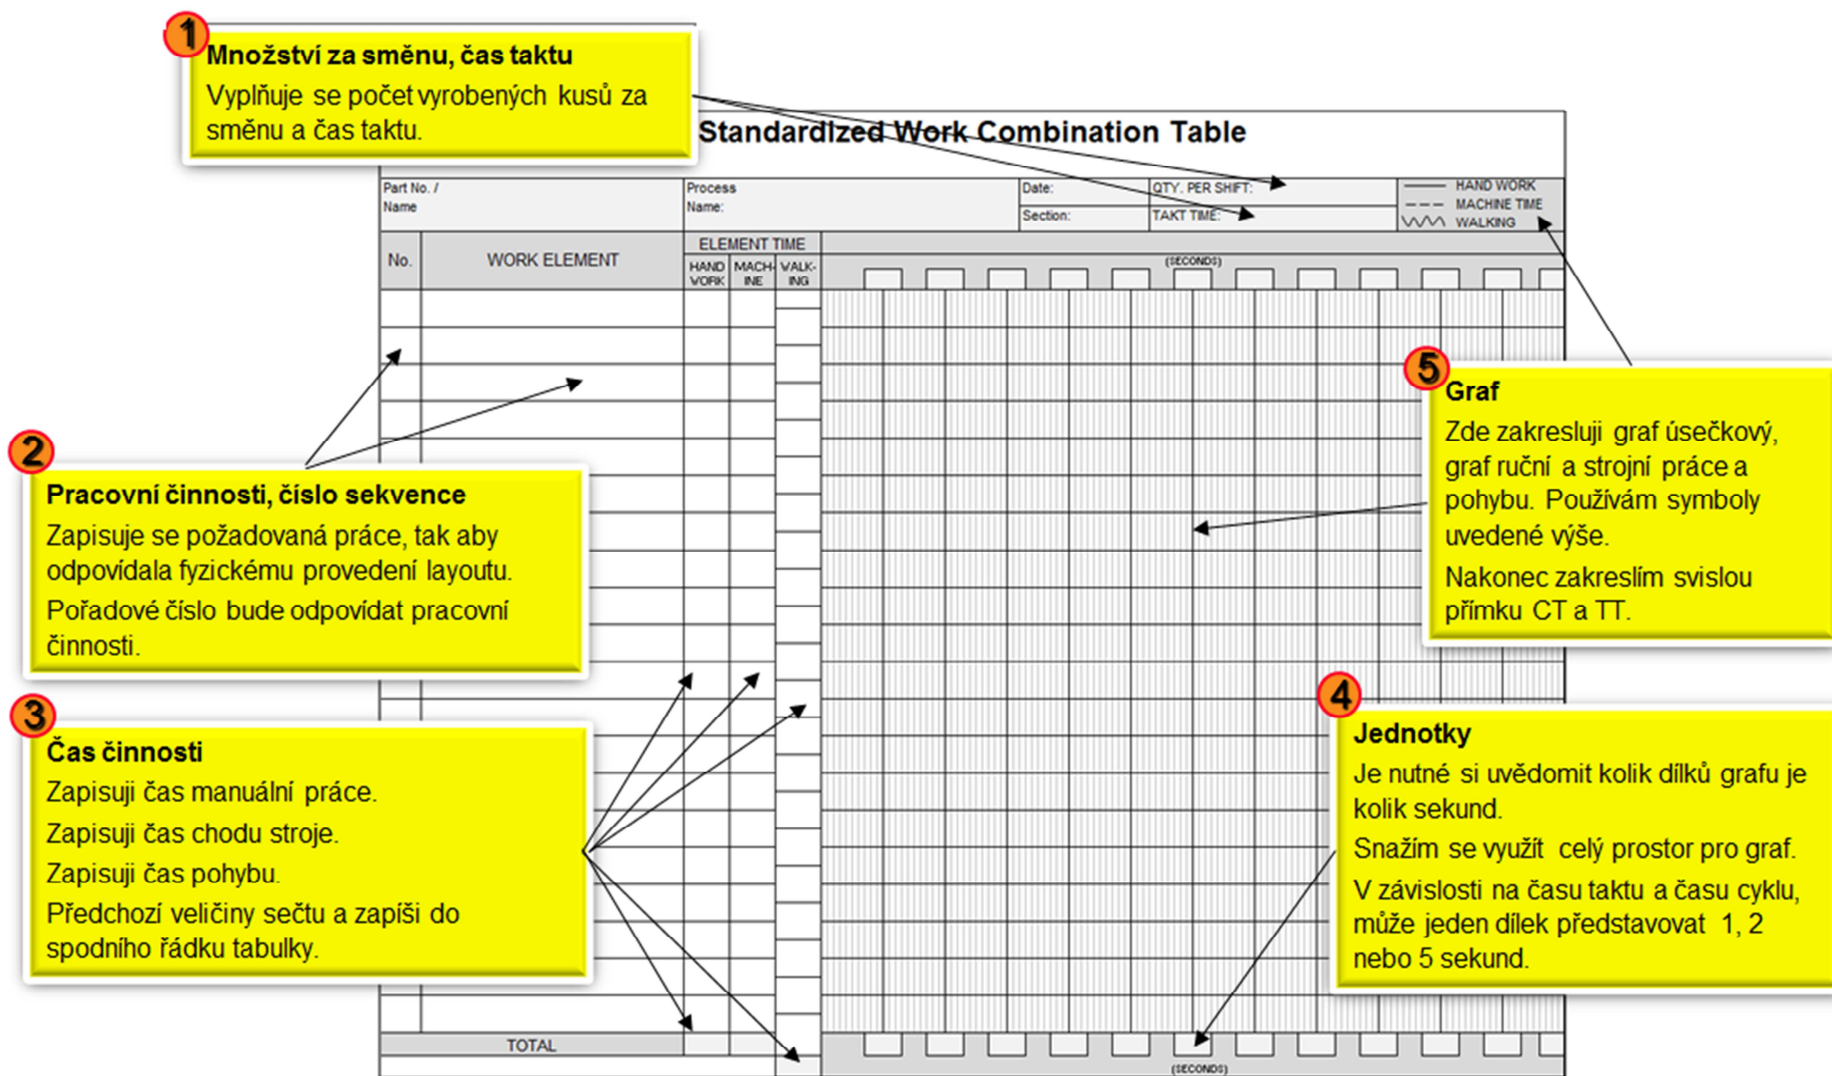 1
Množství za směnu, čas taktu
Vyplňuje se počet vyrobených kusů za
směnu a čas taktu.
Standardized Work Combination Table
Part No. /
Name
Process
Name:
Date:
Section:
QTY. PER SHIFT:
TAKT TIME:
HAND WORK
MACHINE TIME
WALKING
No.
WORK ELEMENT
ELEMENT TIME
HAND
WORK
MACH-
INE
WALK-
ING
(SECONDS)
2
Pracovní činnosti, číslo sekvence
Zapisuje se požadovaná práce, tak aby
odpovídala fyzickému provedení layoutu.
Pořadové číslo bude odpovídat pracovní
činnosti.
3
Čas činnosti
Zapisuji čas manuální práce.
Zapisuji čas chodu stroje.
Zapisuji čas pohybu.
Předchozí veličiny sečtu a zapíši do
spodního řádku tabulky.
5
Graf
Zde zakresluji graf úsečkový,
graf ruční a strojní práce a
pohybu. Používám symboly
uvedené výše.
Nakonec zakreslím svislou
přímku CT a TT.
4
Jednotky
Je nutné si uvědomit kolik dílků grafu je
kolik sekund.
Snažím se využít celý prostor pro graf.
V závislosti na času taktu a času cyklu,
může jeden dílek představovat 1, 2
nebo 5 sekund.
TOTAL
(SECONDS)